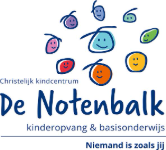 Christelijk kindcentrum
De Notenbalk
kinderopvang & basisonderwijs
Niemand is zoals jij